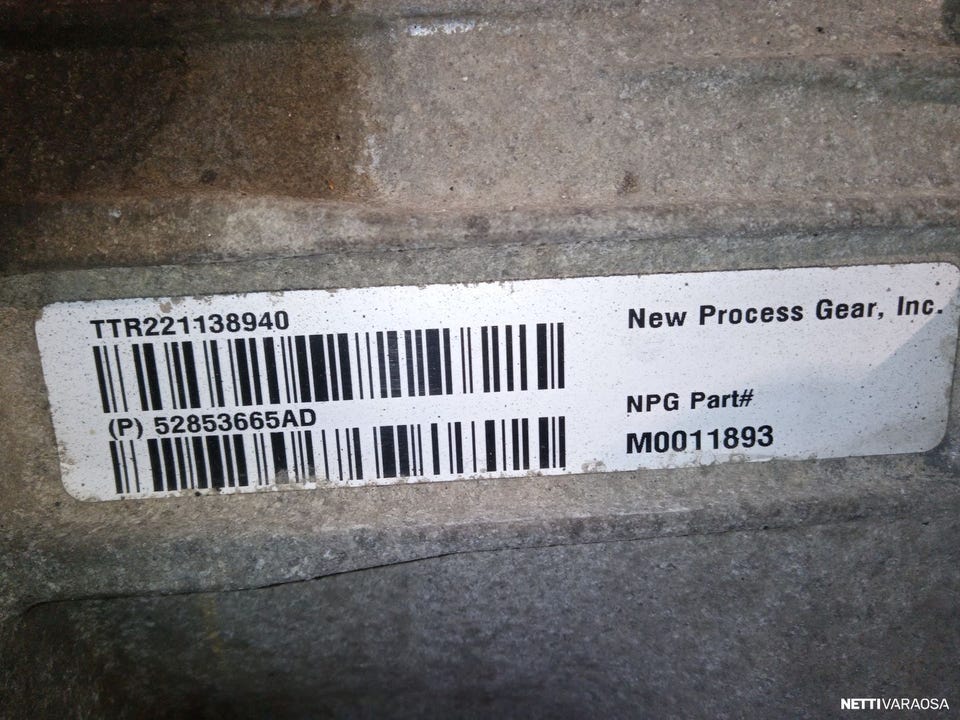 TTR221138940
(P) 52853665AD
New Process Gear, Inc.
NPG Part#
M0011893
NETTIVARAOSA